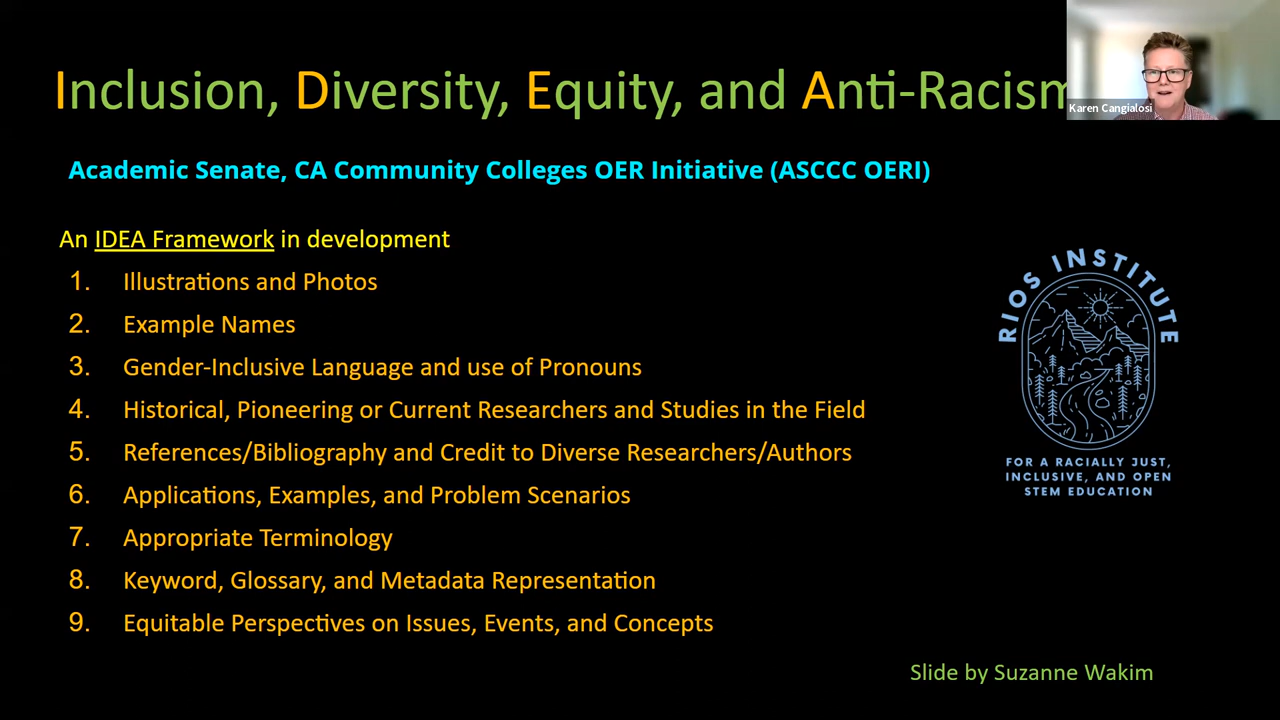 Inclusion, Diversity, Equity, and Anti-Racism
Karen Cangialosi
Academic Senate, CA Community Colleges OER Initiative (ASCCC OERI)
An IDEA Framework in development
1. Illustrations and Photos
2. Example Names
3. Gender-Inclusive Language and use of Pronouns
4. Historical, Pioneering or Current Researchers and Studies in the Field
5. References/Bibliography and Credit to Diverse Researchers/Authors
6. Applications, Examples, and Problem Scenarios
7. Appropriate Terminology
8. Keyword, Glossary, and Metadata Representation
9. Equitable Perspectives on Issues, Events, and Concepts
RIOS INSTITUTE
FOR A RACIALLY JUST,
INCLUSIVE, AND OPEN
STEM EDUCATION
Slide by Suzanne Wakim